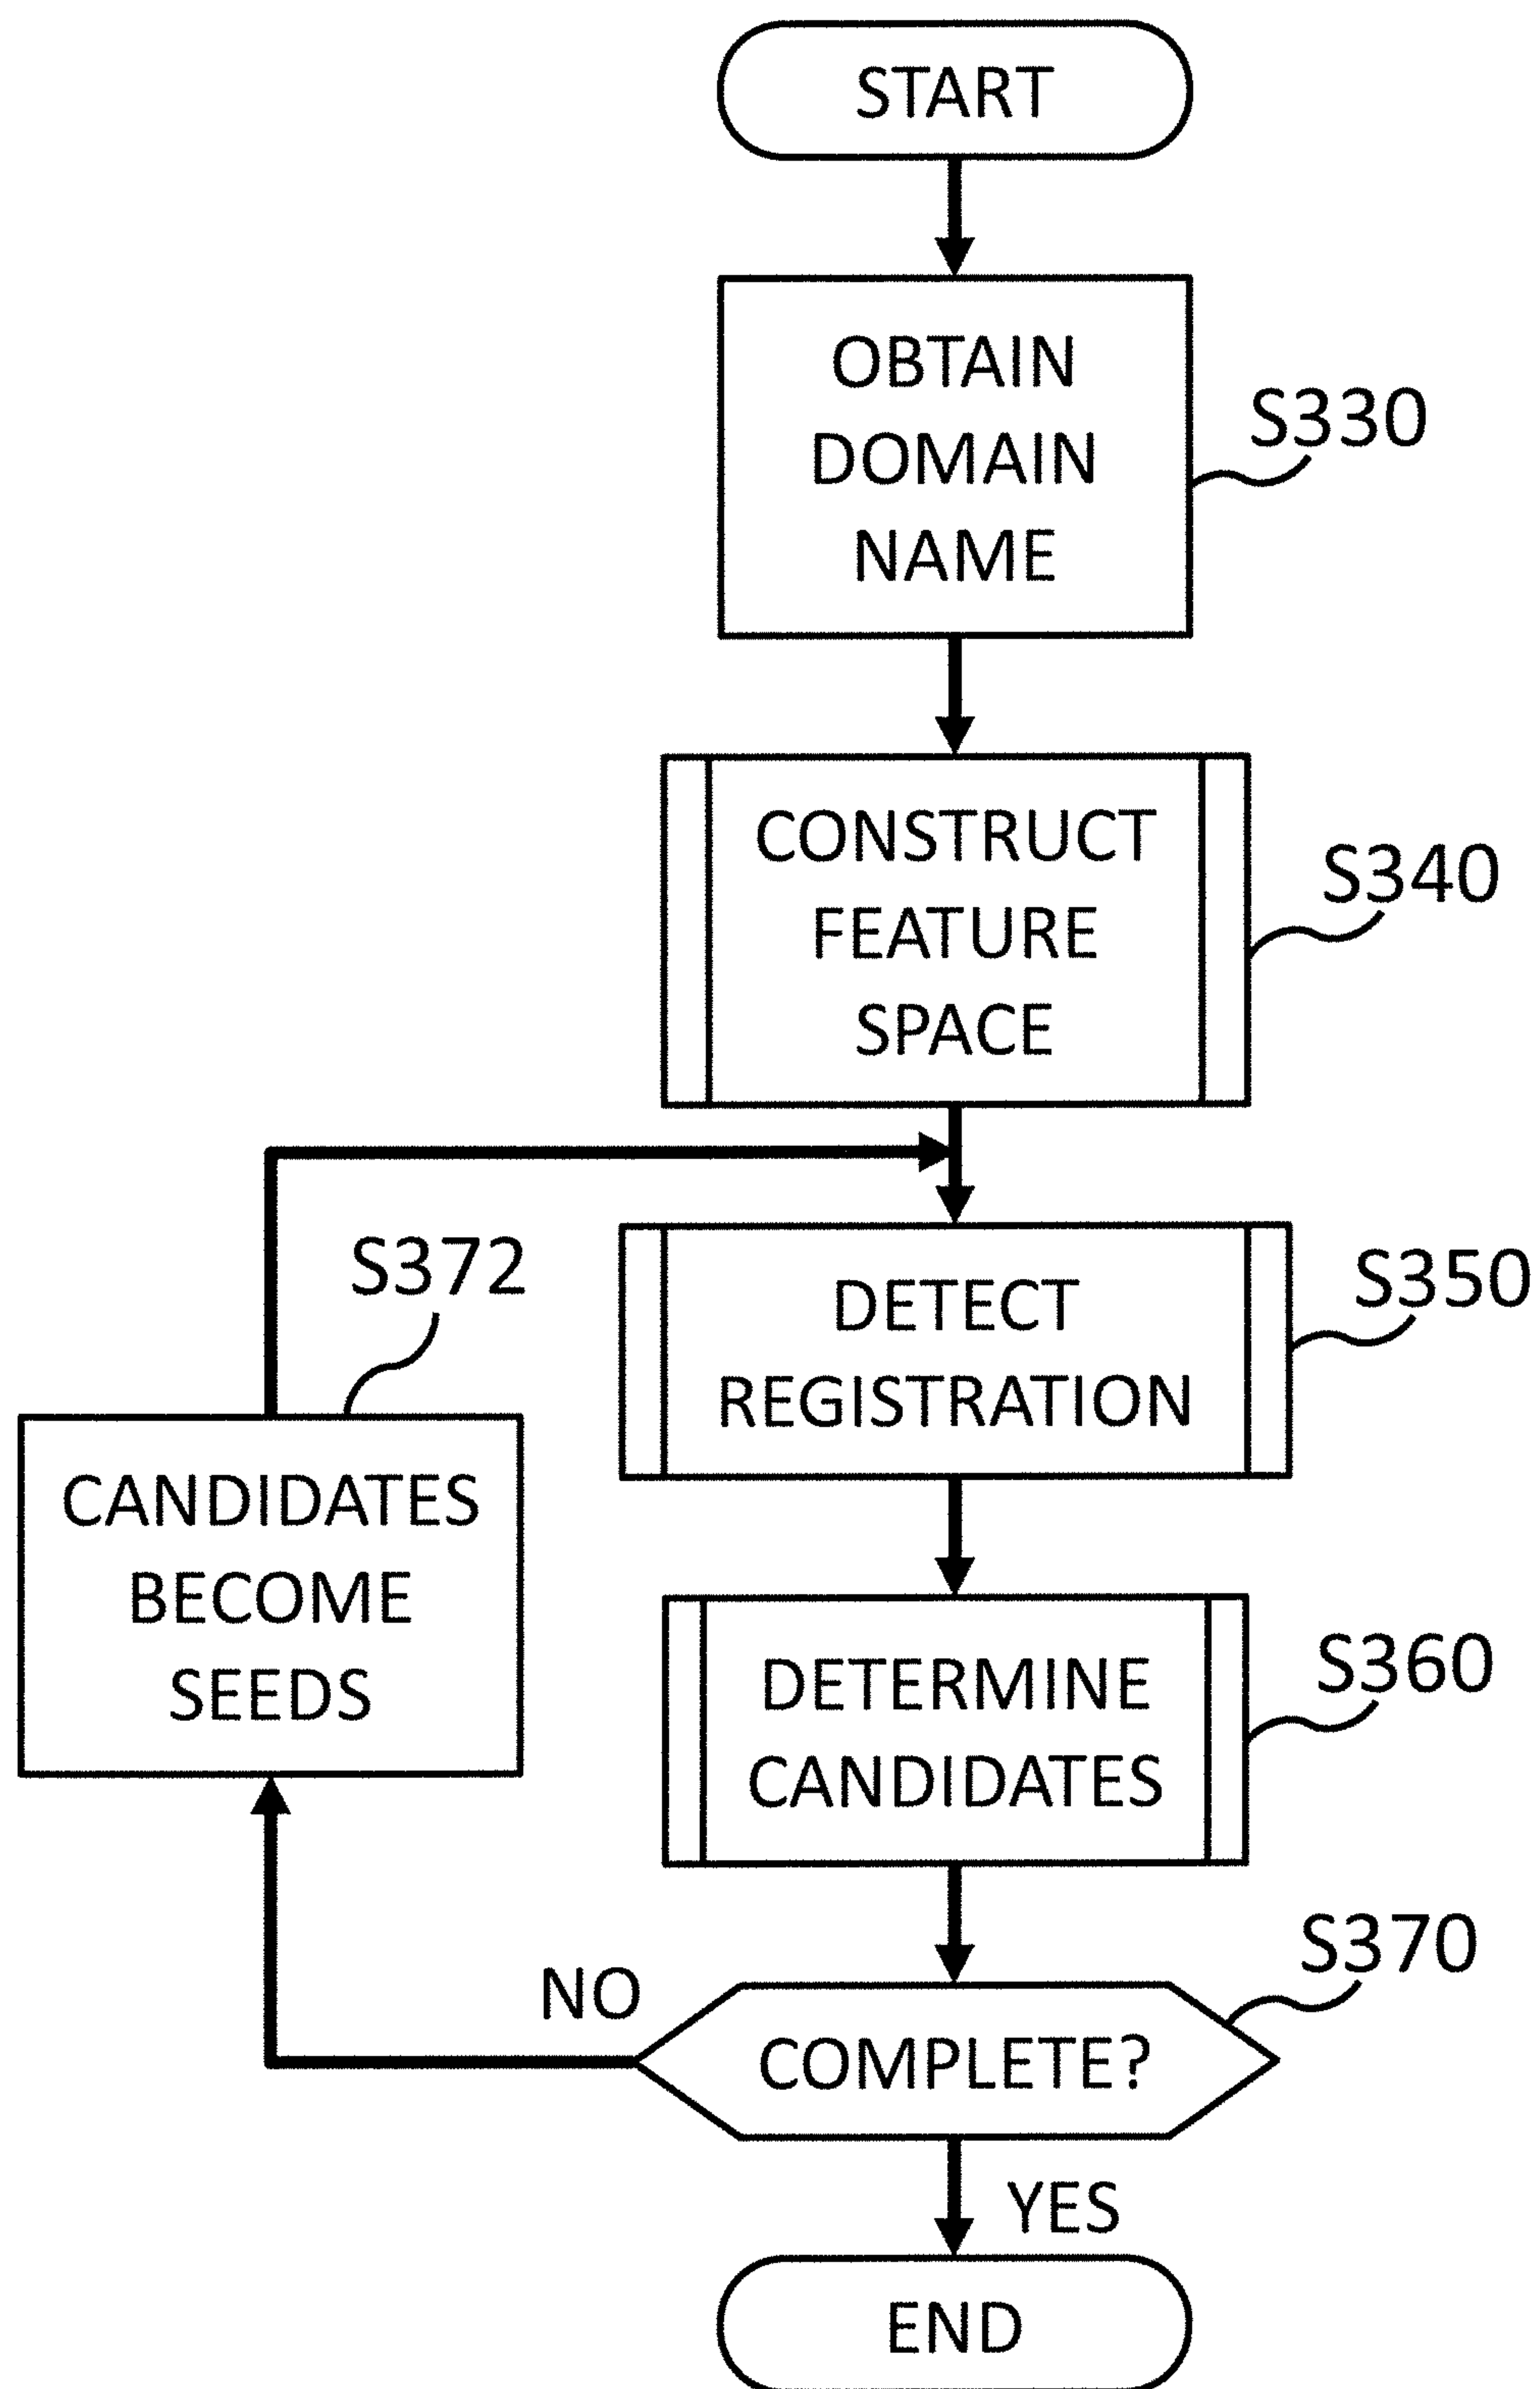 START
OBTAIN
DOMAIN
NAME
S330
CONSTRUCT
FEATURE
SPACE
S340
DETECT
REGISTRATION
S350
S372
CANDIDATES
BECOME
SEEDS
DETERMINE
CANDIDATES
S360
COMPLETE?
S370
NO
YES
END